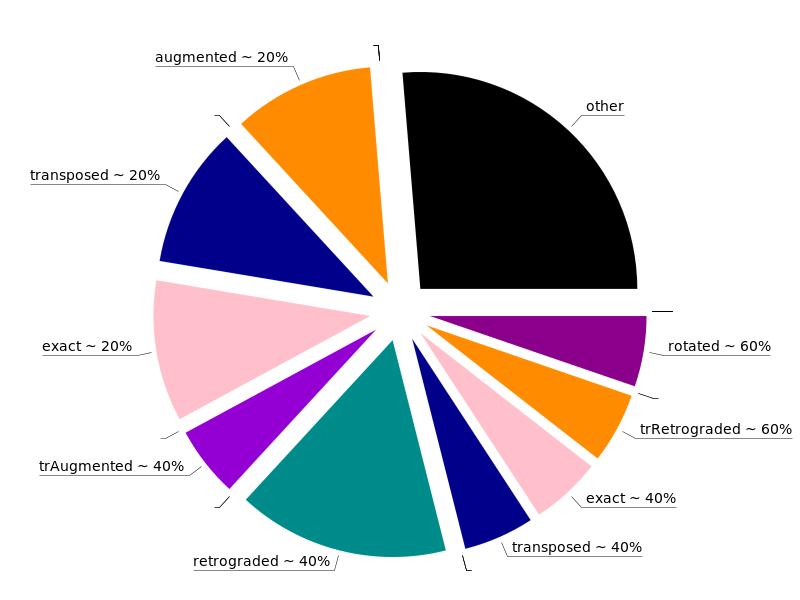 augmented ~ 20%
other
transposed ~ 20%
exact ~ 20%
rotated ~ 60%
trRetrograded ~ 60%
trAugmented ~ 40%
exact ~ 40%
transposed ~ 40%
retrograded ~ 40%